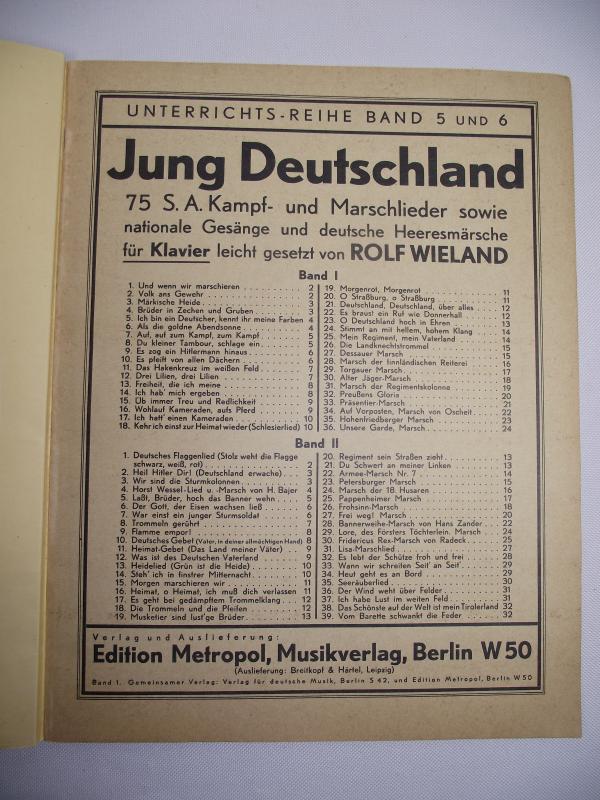 UNTERRICHTS-REIHE BAND 5 UND 6
Jung Deutschland
75 S. A. Kampf- und Marschlieder sowie
nationale Gesänge und deutsche Heeresmärsche
für Klavier leicht gesetzt von ROLF WIELAND
Band I
1. Und wenn wir marschieren 2
2. Volk ans Gewehr 2
3. Märkische Heide 3
4. Brüder in Zechen und Gruben 3
5. Ich bin ein Deutscher, kennt ihr meine Farben 4
6. Als die goldne Abendsonne 4
7. Auf, auf zum Kampf, zum Kampf 5
8. Du kleiner Tambour, schlage ein 5
9. Es zog ein Hitlermann hinaus 6
10. Es pfeift von allen Dächern 6
11. Das Hakenkreuz im weißen Feld 7
12. Drei Lilien, drei Lilien 7
13. Freiheit, die ich meine 8
14. Ich hab' mich ergeben 8
15. Üb immer Treu und Redlichkeit 9
16. Wohlauf Kameraden, aufs Pferd 9
17. Ich hatt' einen Kameraden 10
18. Kehr ich einst zur Heimat wieder (Schlesierlied) 10
19. Morgenrot, Morgenrot 11
20. O Straßburg, o Straßburg 11
21. Deutschland, Deutschland, über alles 12
22. Es braust ein Ruf wie Donnerhall 12
23. O Deutschland hoch in Ehren 13
24. Stimmt an mit hellem, hohem Klang 14
25. Mein Regiment, mein Vaterland 14
26. Die Landknechtstrommel 15
27. Dessauer Marsch 15
28. Marsch der finnländischen Reiterei 16
29. Torgauer Marsch 17
30. Alter Jäger-Marsch 18
31. Marsch der Regimentskolonne 19
32. Preußens Gloria 20
33. Präsentier-Marsch 21
34. Auf Vorposten, Marsch von Oscheit 22
35. Hohenfriedberger Marsch 23
36. Unsere Garde, Marsch 24
Band II
1. Deutsches Flaggenlied (Stolz weht die Flagge
schwarz, weiß, rot) 2
2. Heil Hitler Dir! (Deutschland erwache) 3
3. Wir sind die Sturmkolonnen 3
4. Horst Wessel-Lied u. -Marsch von H. Bajer 4
5. Laßt, Brüder, hoch das Banner wehn 5
6. Der Gott, der Eisen wachsen ließ 6
7. War einst ein junger Sturmsoldat 6
8. Trommeln gerührt 7
9. Flamme empor! 8
10. Deutsches Gebet (Vater, in deiner allmächtigen Hand) 8
11. Heimat-Gebet (Das Land meiner Väter) 9
12. Was ist des Deutschen Vaterland 9
13. Heidelied (Grün ist die Heide) 10
14. Steh' ich in finstrer Mitternacht 10
15. Morgen marschieren wir 11
16. Heimat, o Heimat, ich muß dich verlassen 11
17. Es geht bei gedämpftem Trommelklang 12
18. Die Trommeln und die Pfeifen 12
19. Musketier sind lust'ge Brüder 13
20. Regiment sein Straßen zieht 13
21. Du Schwert an meiner Linken 13
22. Armee-Marsch Nr. 7 14
23. Petersburger Marsch 15
24. Marsch der 18. Husaren 16
25. Pappenheimer Marsch 17
26. Frohsinn-Marsch 18
27. Frei weg! Marsch 20
28. Bannerweihe-Marsch von Hans Zander 22
29. Lore, des Försters Töchterlein, Marsch 24
30. Fridericus Rex-Marsch von Radeck 25
31. Lisa-Marschlied 27
32. Es lebt der Schütze froh und frei 28
33. Wann wir schreiten Seit' an Seit' 29
34. Heut geht es an Bord 29
35. Seeräuberlied 30
36. Der Wind weht über Felder 31
37. Ich habe Lust im weiten Feld 31
38. Das Schönste auf der Welt ist mein Tirolerland 32
39. Vom Barette schwankt die Feder 32
Verlag und Auslieferung:
Edition Metropol, Musikverlag, Berlin W 50
(Auslieferung: Breitkopf & Härtel, Leipzig)
Band 1. Gemeinsamer Verlag: Verlag für deutsche Musik, Berlin S 42, und Edition Metropol, Berlin W 50